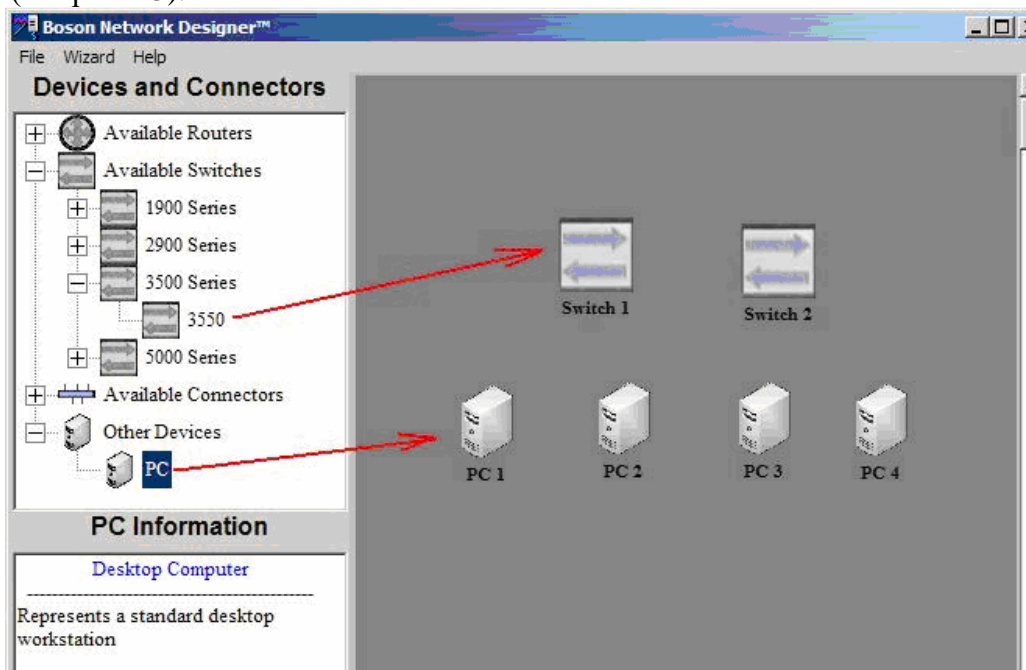 Boson Network Designer™
File Wizard Help
Devices and Connectors
Available Routers
Available Switches
1900 Series
2900 Series
3500 Series
3550
5000 Series
Available Connectors
Other Devices
PC
Switch 1
Switch 2
PC 1
PC 2
PC 3
PC 4
PC Information
Desktop Computer
Represents a standard desktop
workstation